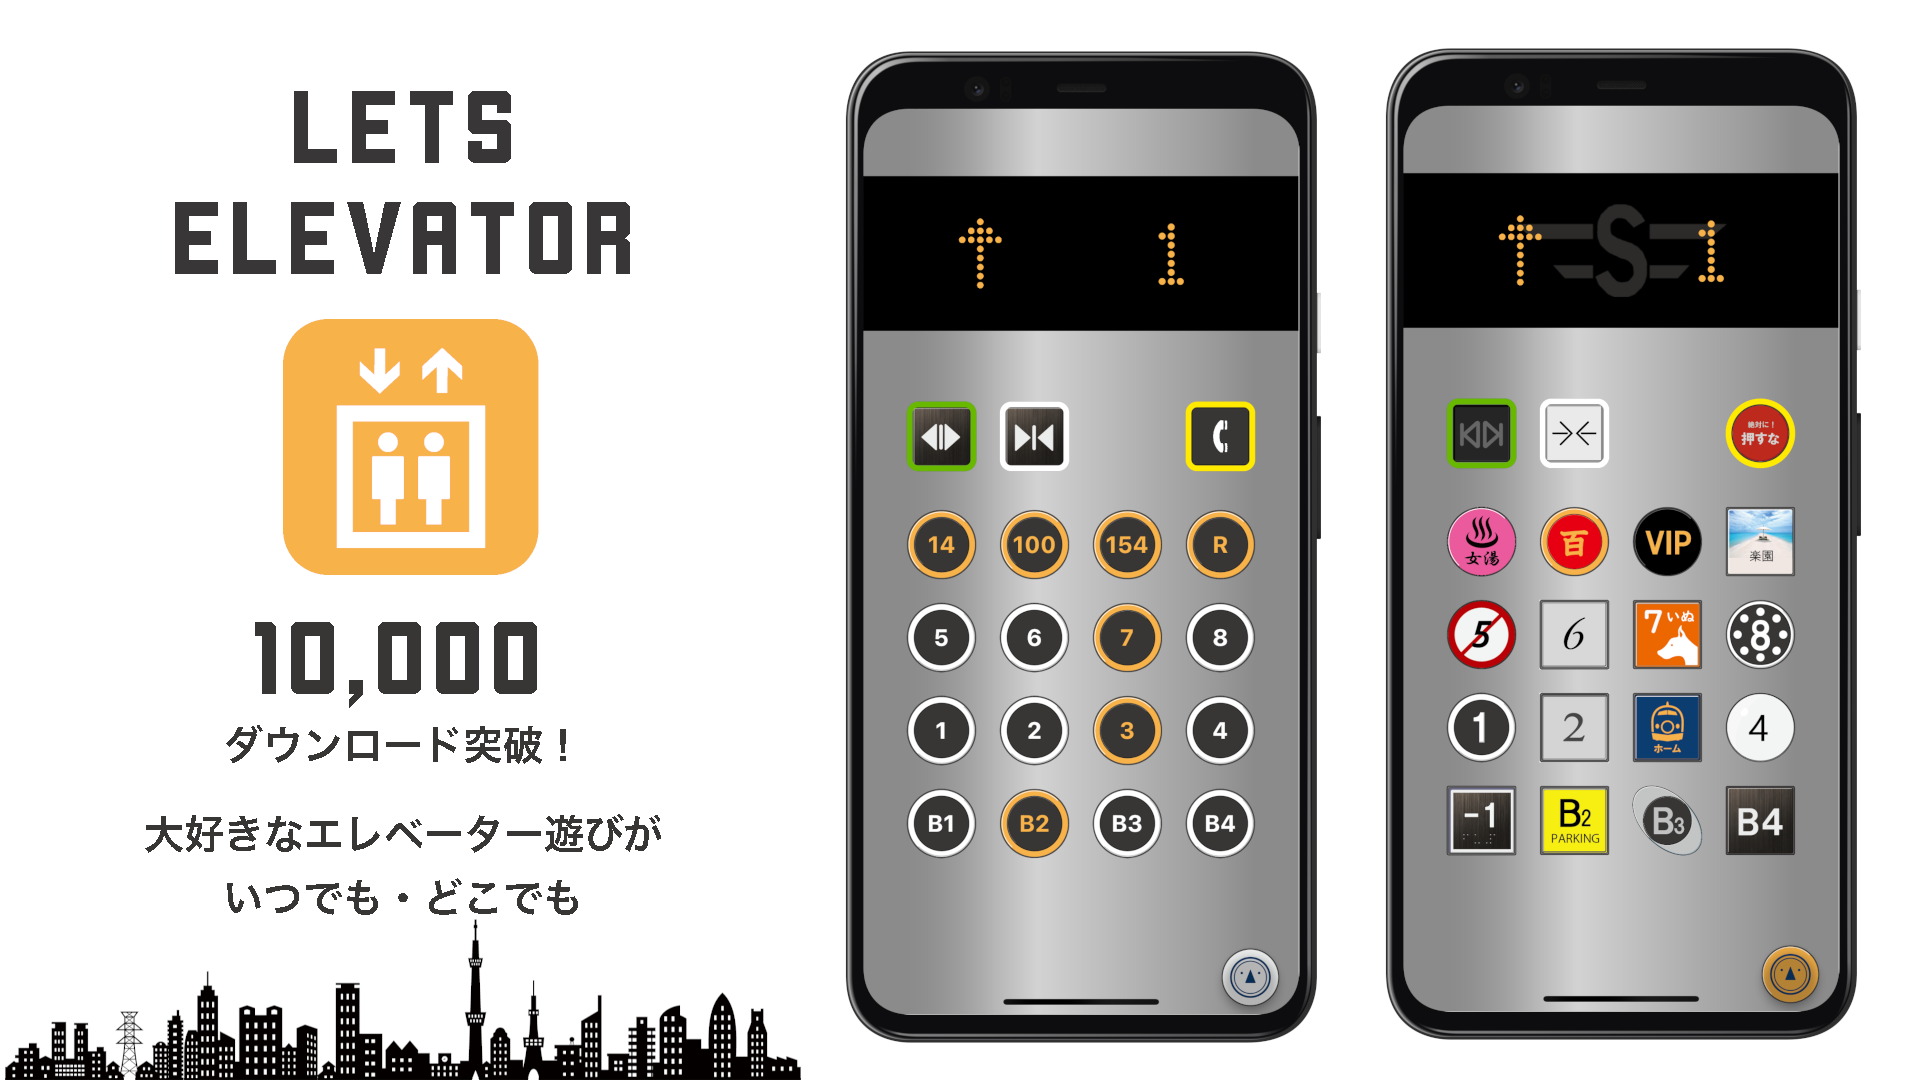 LETS
ELEVATOR
10,000
ダウンロード突破！
大好きなエレベーター遊びが
いつでも・どこでも
1
14 100 154 R
5 6 7 8
1 2 3 4
B1 B2 B3 B4
S 1
絶対に！
押すな
女湯 百 VIP 楽園
5 6 7いぬ 8
1 2 ホーム 4
-1 B2 PARKING B3 B4